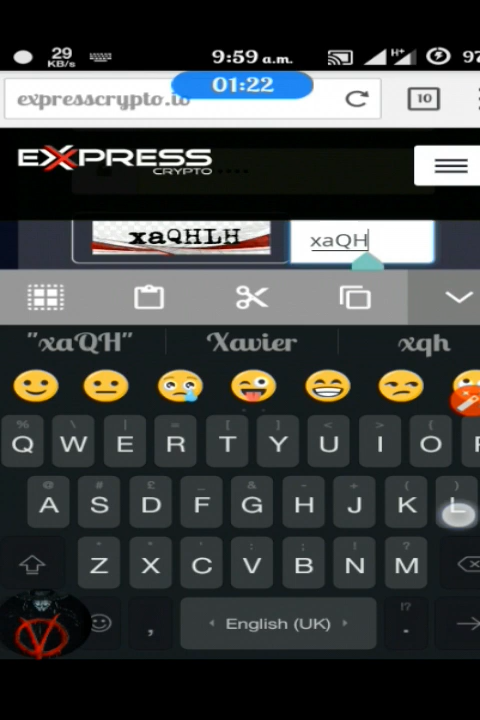 29
KB/s
9:59 a.m.
H+
97
01:22
expresscrypto.io
10
EXPRESS
CRYPTO
xaQHLH
xaQH
"xaQH"
Xavier
xqh
% \ | = [ ] < > {
Q W E R T Y U I O P
@ # £ _ & - + ( )
A S D F G H J K L
* " ' : ; ! ?
Z X C V B N M
,
English (UK)
!?
.